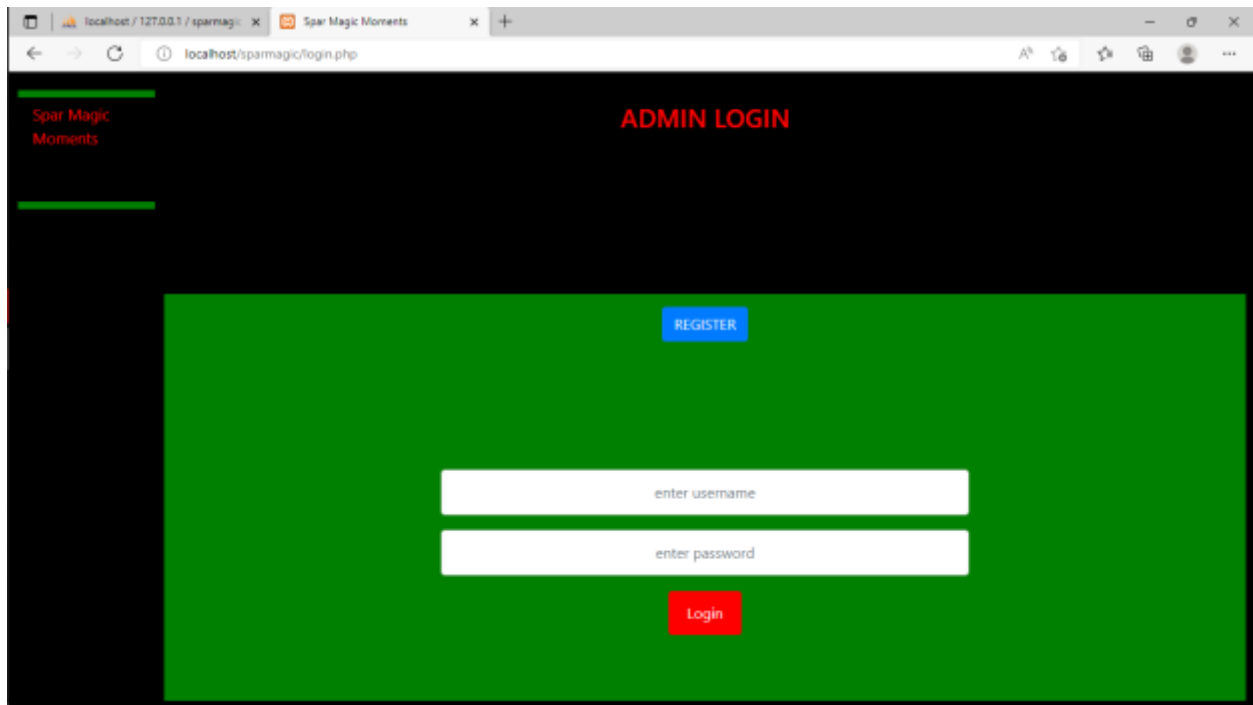 localhost / 127.0.0.1 / sparmagic
Spar Magic Moments
localhost/sparmagic/login.php
Spar Magic
Moments
ADMIN LOGIN
REGISTER
enter username
enter password
Login